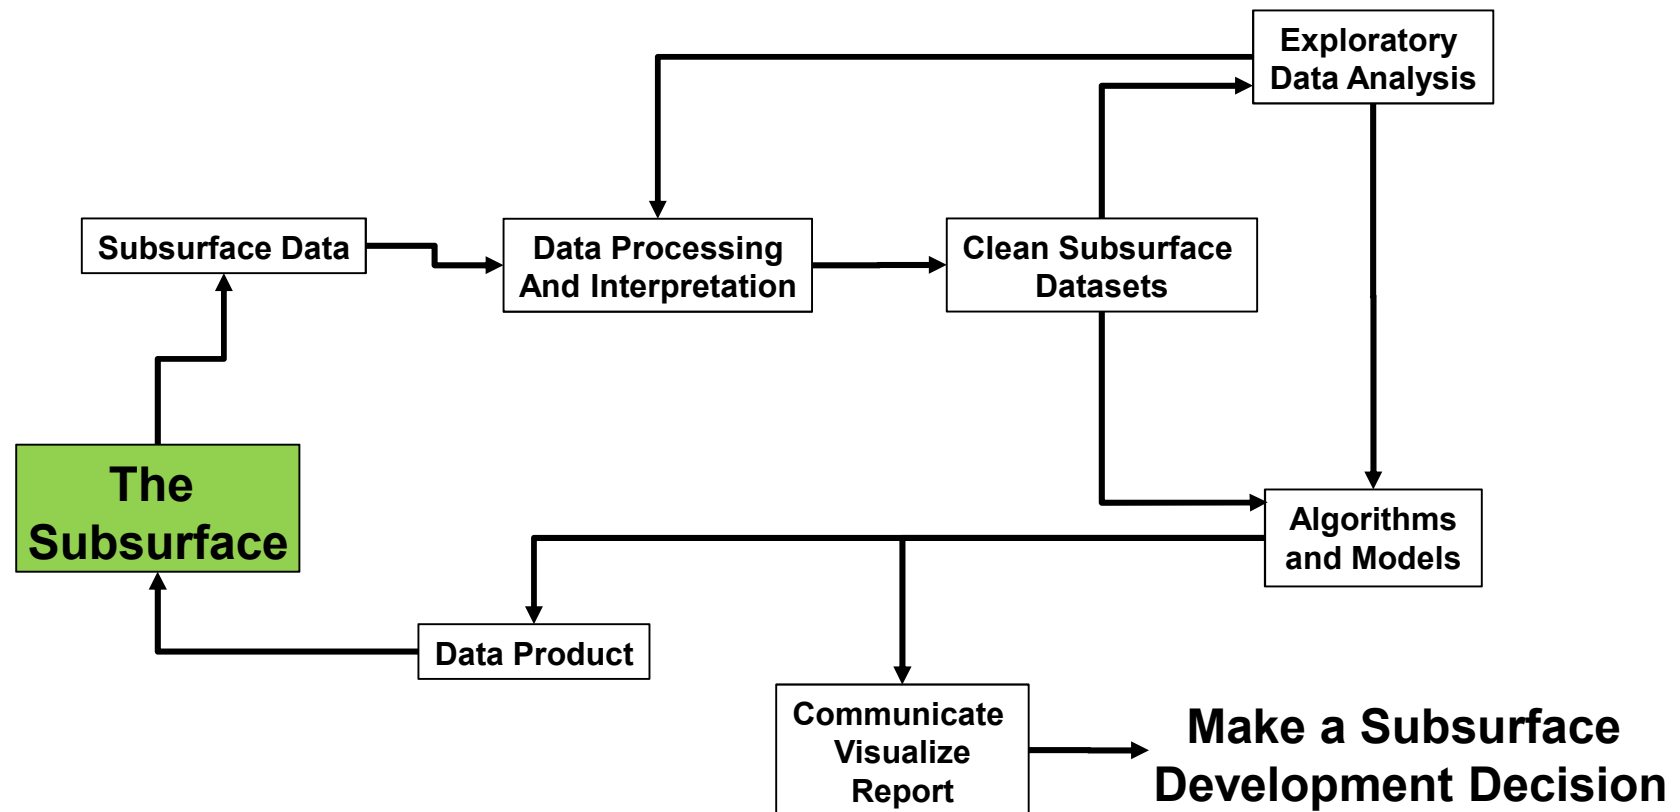 Exploratory
Data Analysis
Subsurface Data
Data Processing
And Interpretation
Clean Subsurface
Datasets
The
Subsurface
Algorithms
and Models
Data Product
Communicate
Visualize
Report
Make a Subsurface
Development Decision